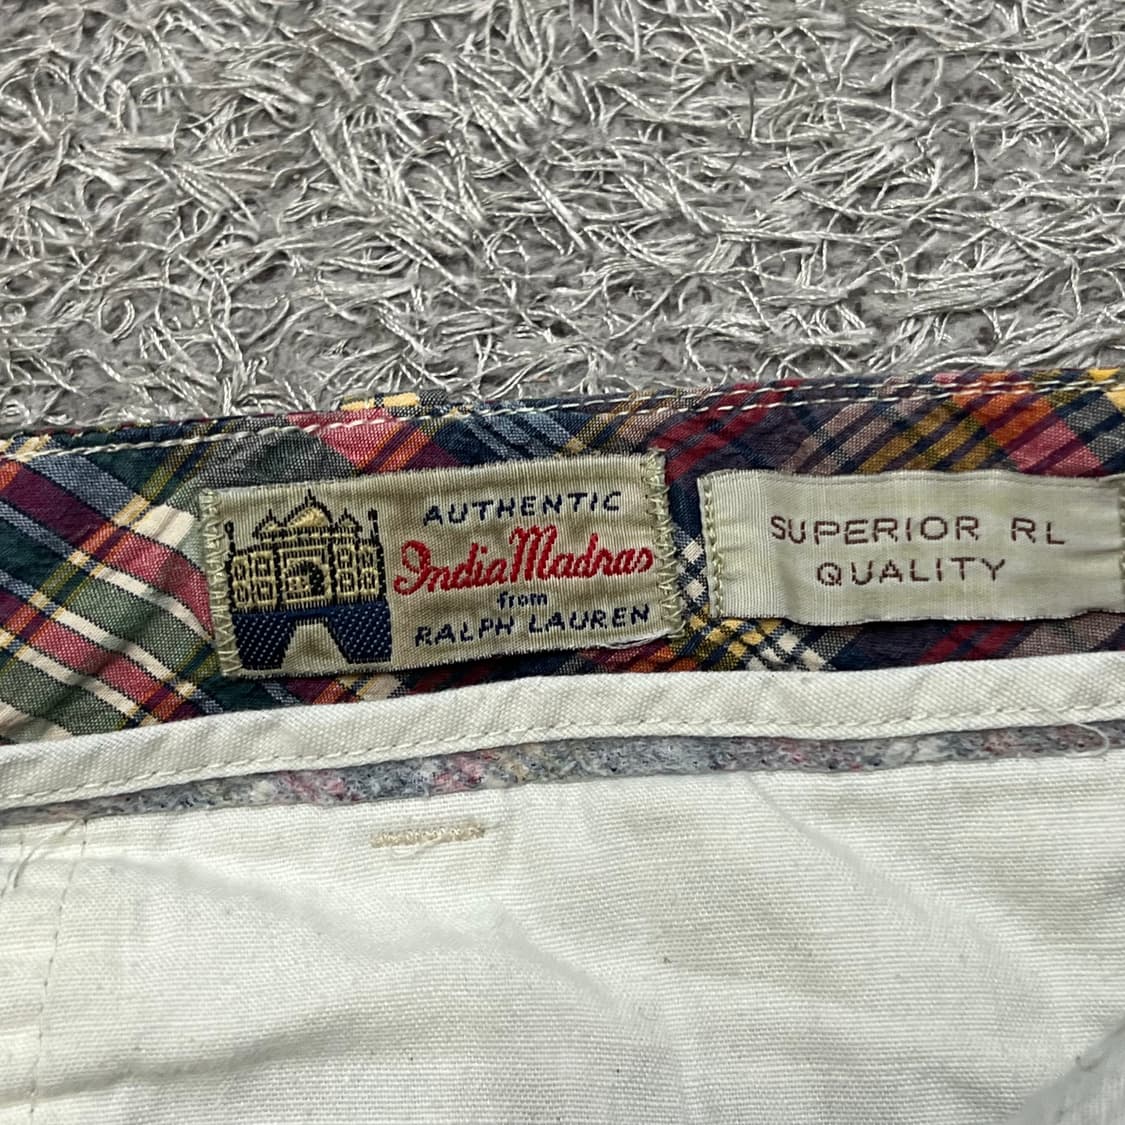 AUTHENTIC
India Madras
from
RALPH LAUREN
SUPERIOR RL
QUALITY